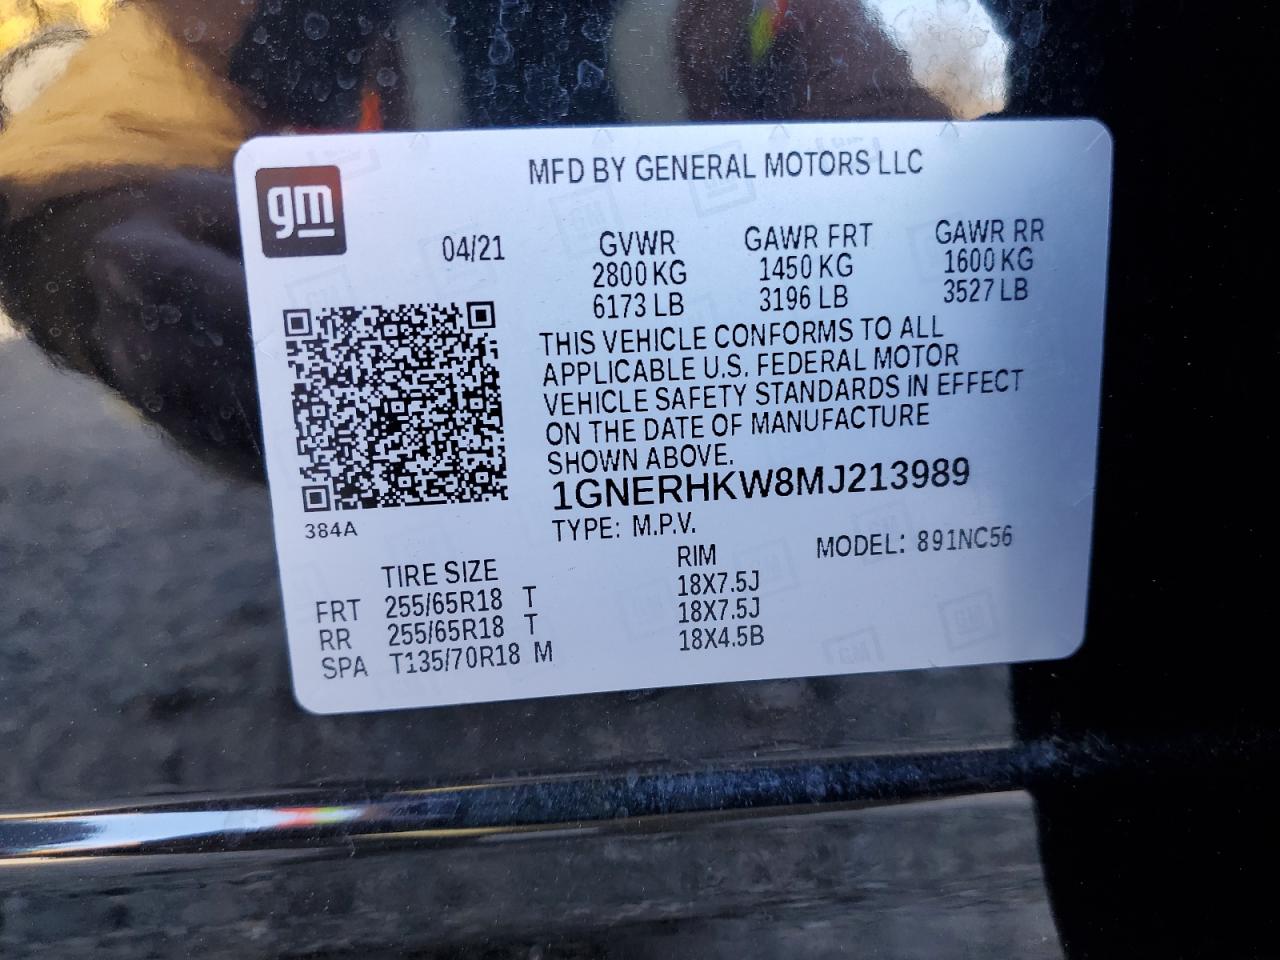 MFD BY GENERAL MOTORS LLC
gm
04/21
GVWR GAWR FRT GAWR RR
2800 KG 1450 KG 1600 KG
6173 LB 3196 LB 3527 LB
THIS VEHICLE CONFORMS TO ALL
APPLICABLE U.S. FEDERAL MOTOR
VEHICLE SAFETY STANDARDS IN EFFECT
ON THE DATE OF MANUFACTURE
SHOWN ABOVE.
1GNERHKW8MJ213989
384A
TYPE: M.P.V. MODEL: 891NC56
TIRE SIZE RIM
FRT 255/65R18 T 18X7.5J
RR 255/65R18 T 18X7.5J
SPA T135/70R18 M 18X4.5B